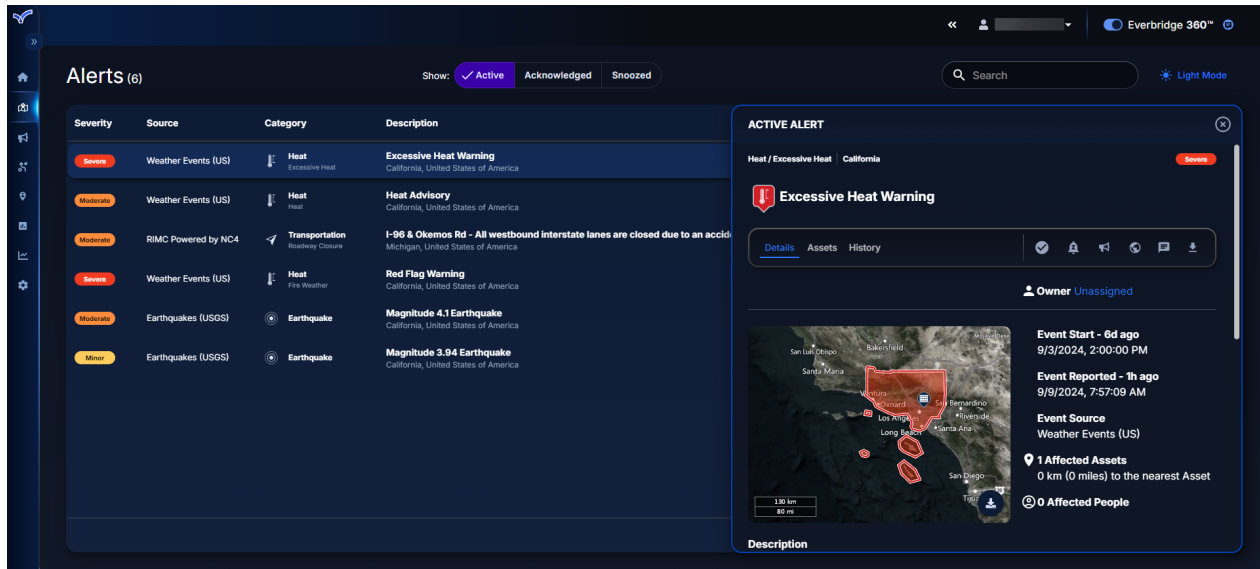 Everbridge 360™
Alerts (6)
Show: Active Acknowledged Snoozed
Search
Light Mode
Severity Source Category Description
Severe Weather Events (US) Heat Excessive Heat Warning
Excessive Heat California, United States of America
Moderate Weather Events (US) Heat Heat Advisory
Heat California, United States of America
Moderate RIMC Powered by NC4 Transportation I-96 & Okemos Rd - All westbound interstate lanes are closed due to an accid
Roadway Closure Michigan, United States of America
Severe Weather Events (US) Heat Red Flag Warning
Fire Weather California, United States of America
Moderate Earthquakes (USGS) Earthquake Magnitude 4.1 Earthquake
California, United States of America
Minor Earthquakes (USGS) Earthquake Magnitude 3.94 Earthquake
California, United States of America
ACTIVE ALERT
Heat / Excessive Heat California Severe
Excessive Heat Warning
Details Assets History
Owner Unassigned
San Luis Obispo
Bakersfield
Santa Maria
Ventura
Oxnard
San Bernardino
Los Angeles
Riverside
Long Beach
Santa Ana
San Diego
130 km
80 mi
Event Start - 6d ago
9/3/2024, 2:00:00 PM
Event Reported - 1h ago
9/9/2024, 7:57:09 AM
Event Source
Weather Events (US)
1 Affected Assets
0 km (0 miles) to the nearest Asset
0 Affected People
Description